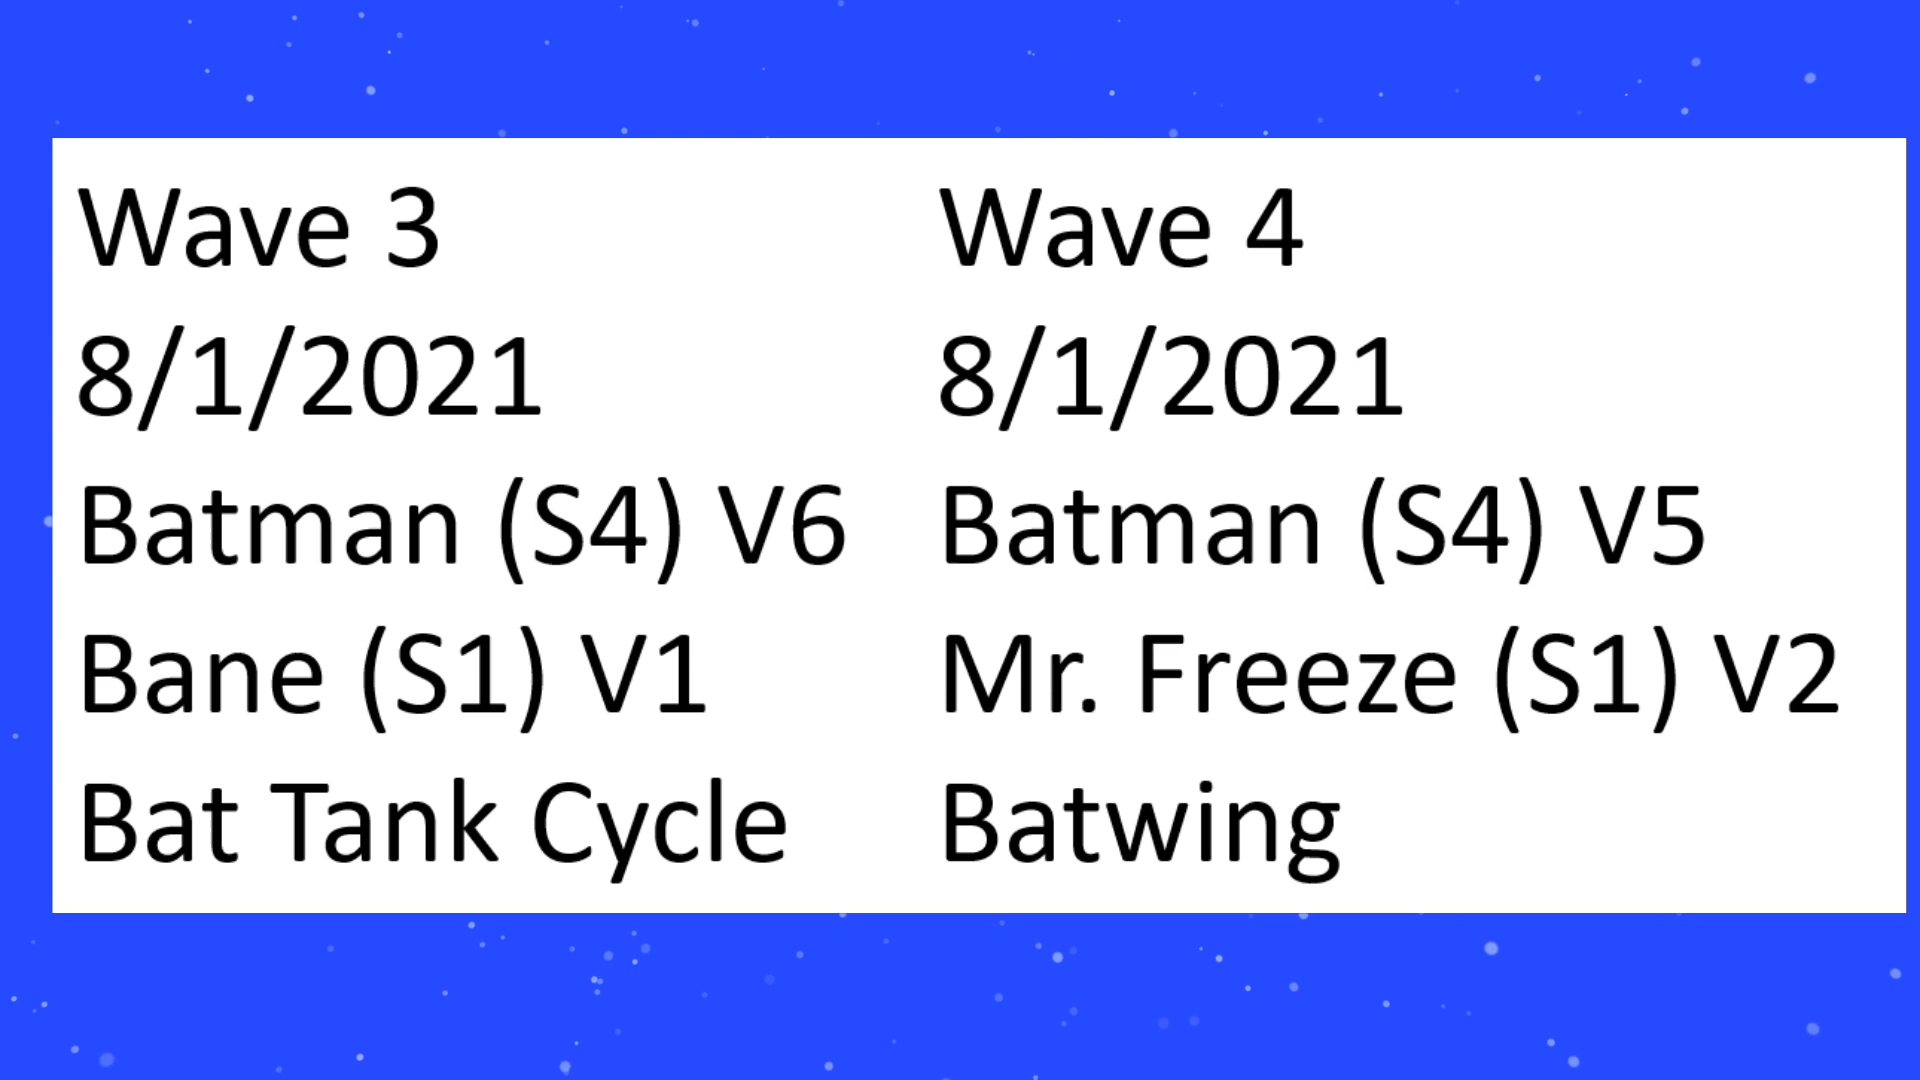 Wave 3
8/1/2021
Batman (S4) V6
Bane (S1) V1
Bat Tank Cycle
Wave 4
8/1/2021
Batman (S4) V5
Mr. Freeze (S1) V2
Batwing